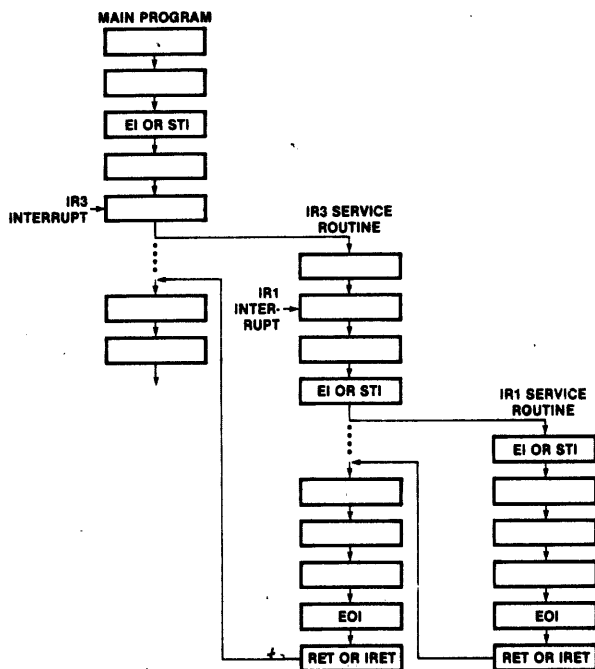 MAIN PROGRAM
EI OR STI
IR3
INTERRUPT
IR3 SERVICE
ROUTINE
IR1
INTER-
RUPT
EI OR STI
IR1 SERVICE
ROUTINE
EI OR STI
EOI
RET OR IRET
EOI
RET OR IRET